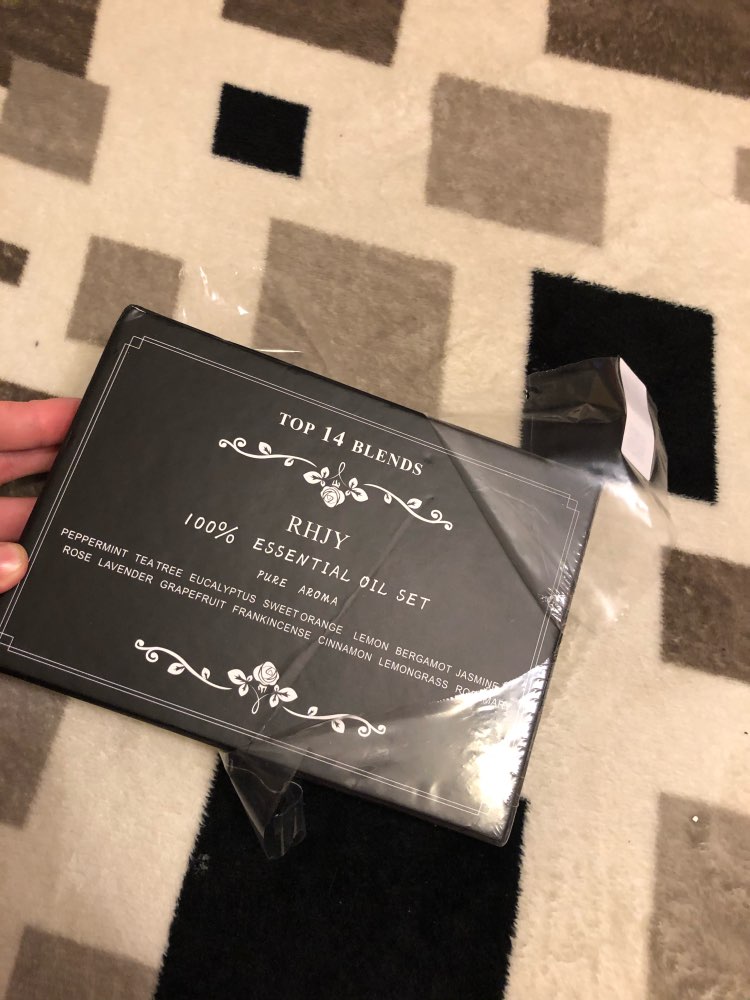 TOP 14 BLENDS
RHJY
100% ESSENTIAL OIL SET
PURE AROMA
PEPPERMINT TEATREE EUCALYPTUS SWEETORANGE LEMON BERGAMOT JASMINE
ROSE LAVENDER GRAPEFRUIT FRANKINCENSE CINNAMON LEMONGRASS ROSEMARY